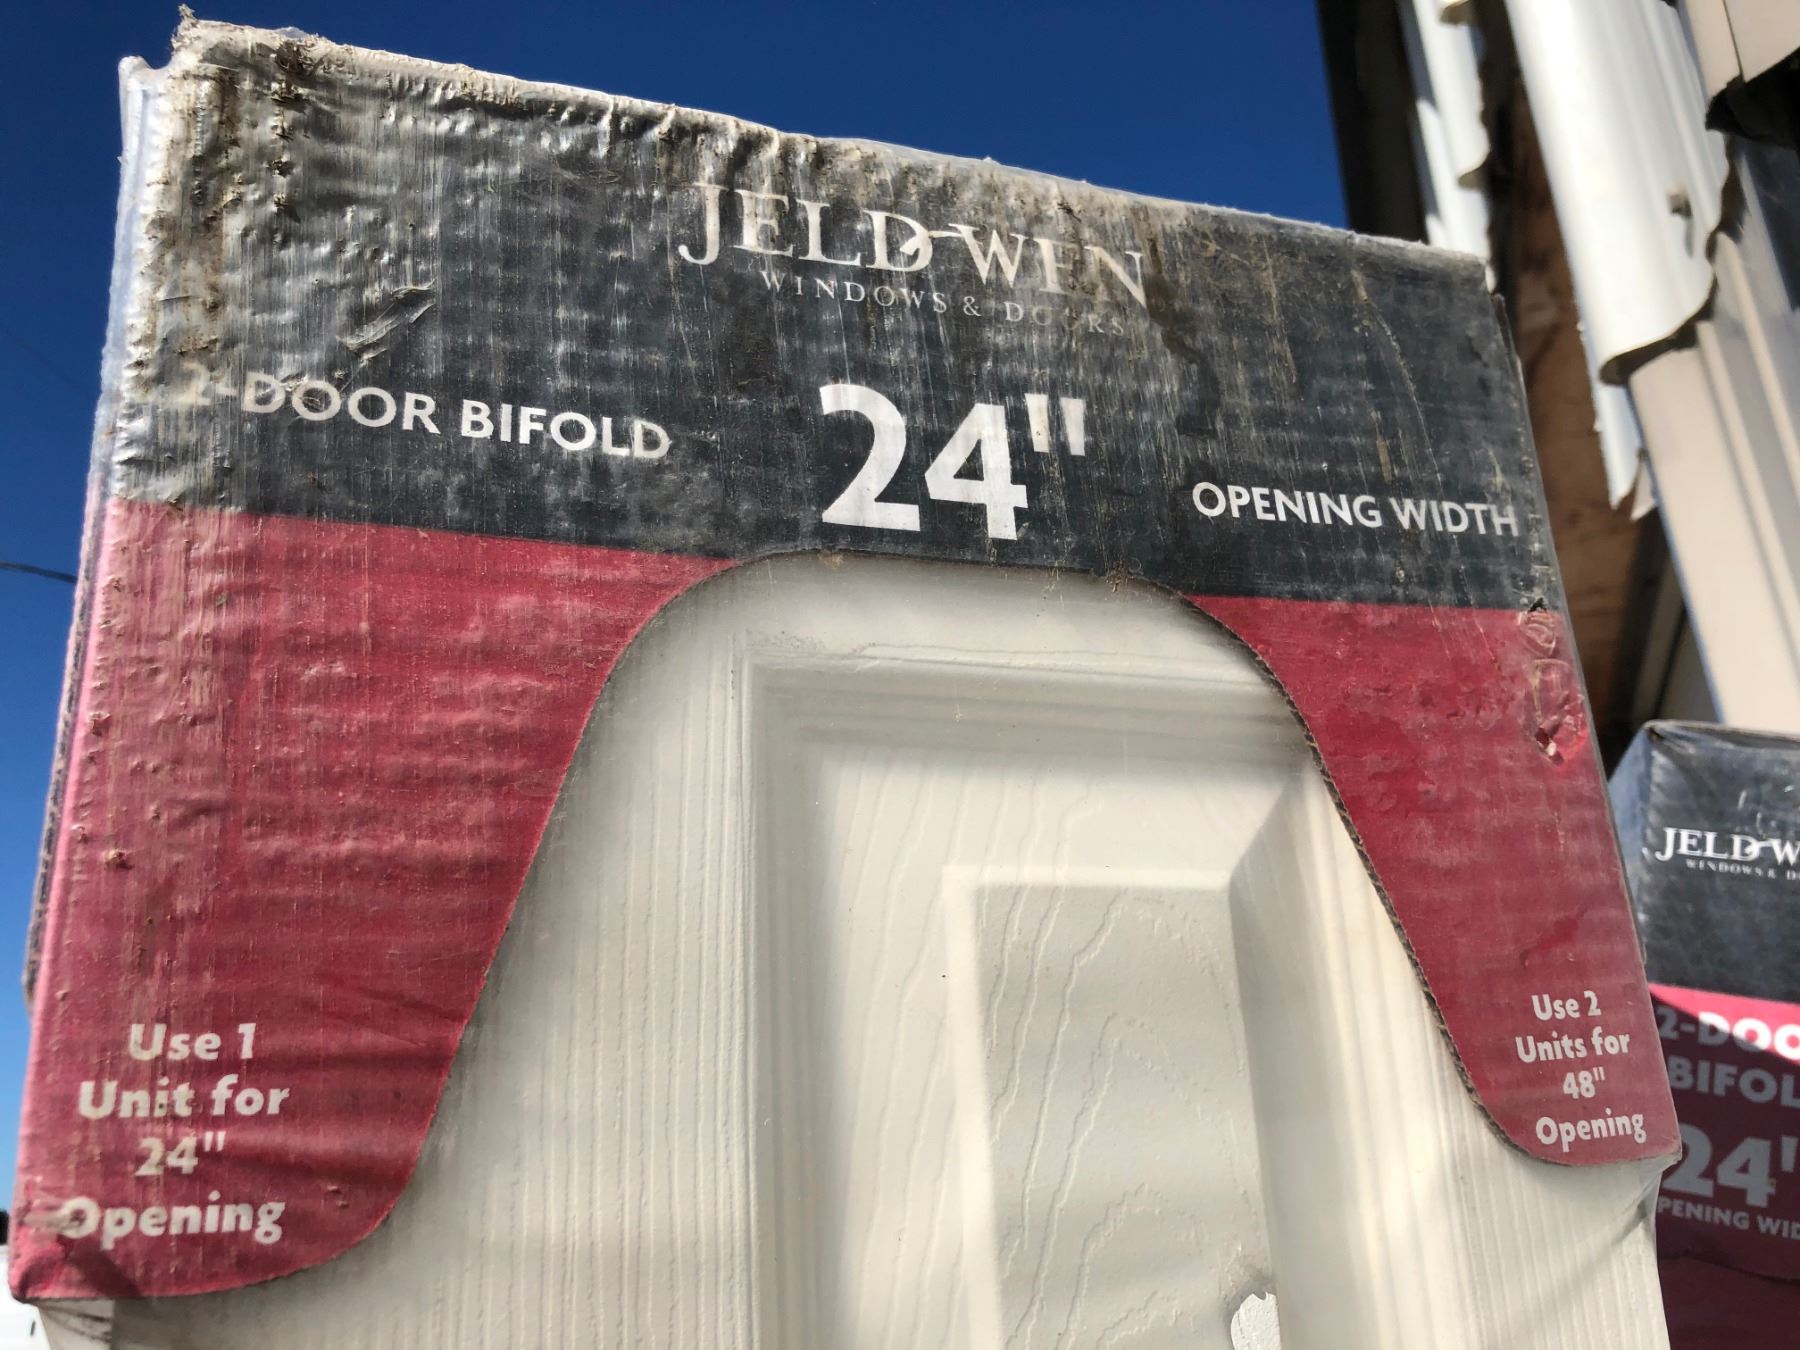 JELD-WEN
WINDOWS & DOORS
2-DOOR BIFOLD
24"
OPENING WIDTH
Use 1
Unit for
24"
Opening
Use 2
Units for
48"
Opening
JELD-W
WINDOWS & D
2-DOO
BIFOL
24"
PENING WID